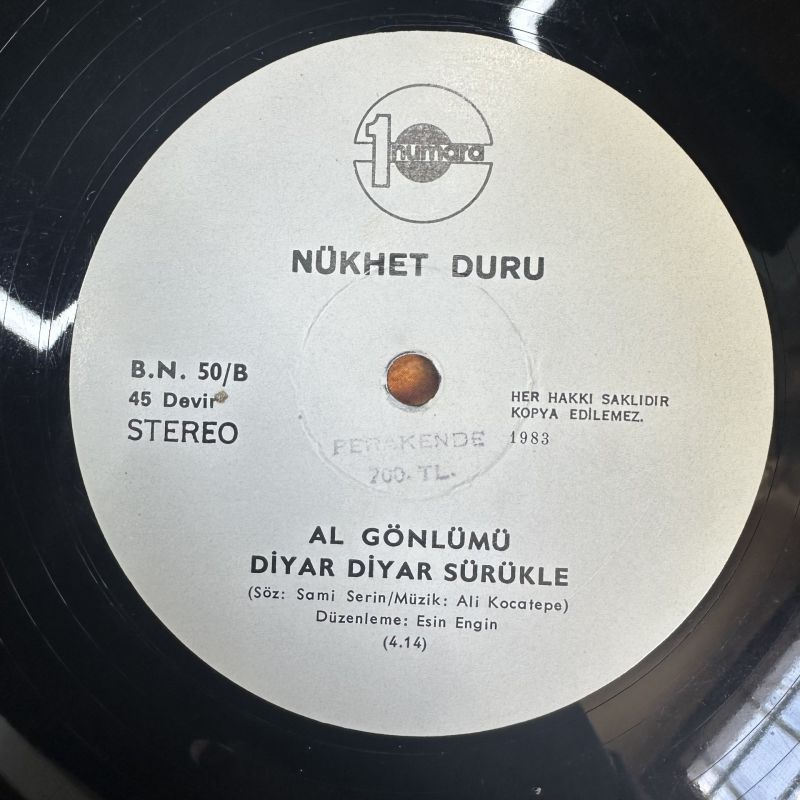 1 numara
NÜKHET DURU
B.N. 50/B
45 Devir
STEREO
HER HAKKI SAKLIDIR
KOPYA EDİLEMEZ.
1983
PERAKENDE
200.TL.
AL GÖNLÜMÜ
DİYAR DİYAR SÜRÜKLE
(Söz: Sami Serin/Müzik: Ali Kocatepe)
Düzenleme: Esin Engin
(4.14)